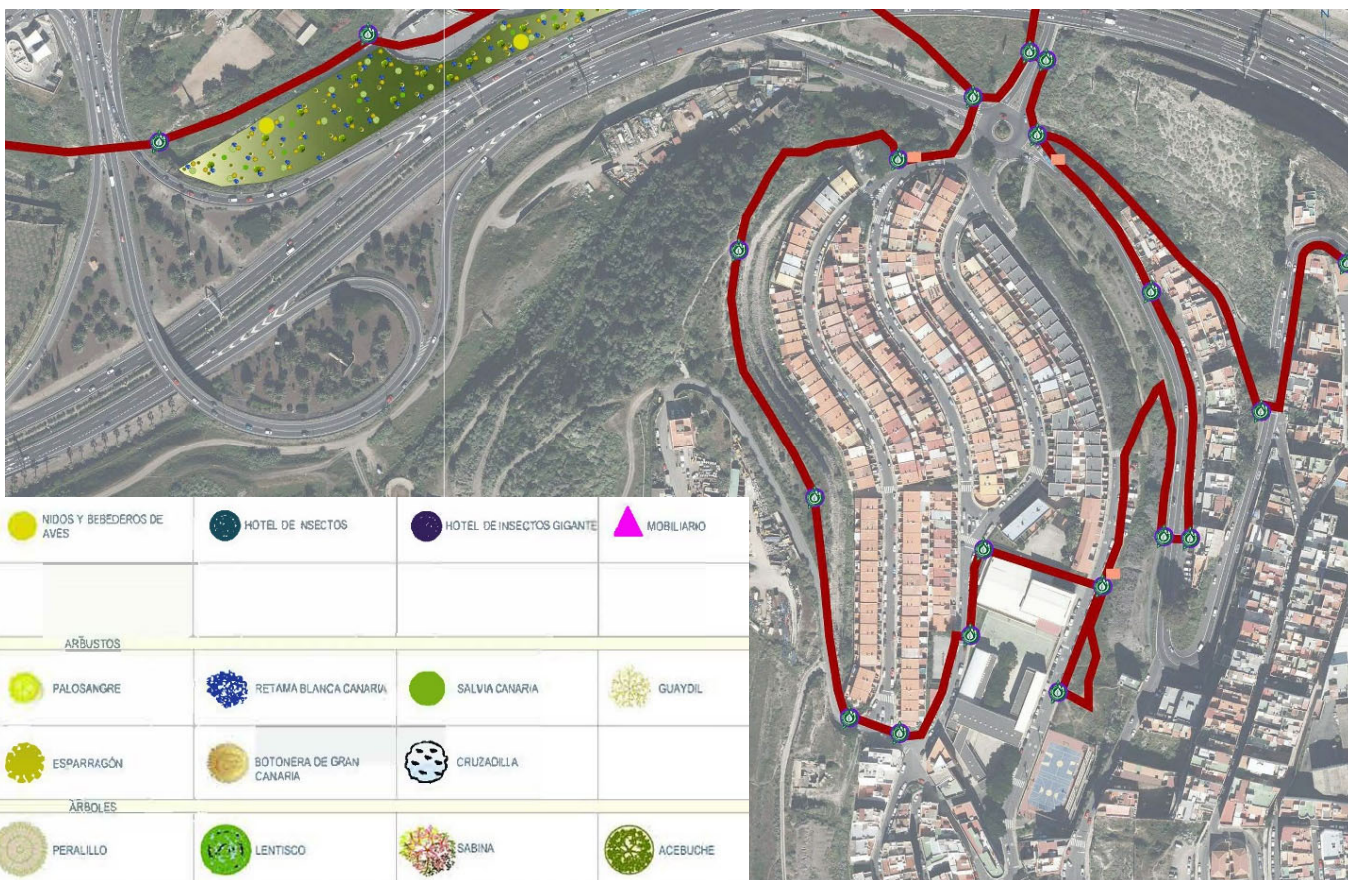 N
NIDOS Y BEBEDEROS DE
AVES
HOTEL DE INSECTOS
HOTEL DE INSECTOS GIGANTE
MOBILIARIO
ARBUSTOS
PALOSANGRE
RETAMA BLANCA CANARIA
SALVIA CANARIA
GUAYDIL
ESPARRAGÓN
BOTONERA DE GRAN
CANARIA
CRUZADILLA
ÁRBOLES
PERALILLO
LENTISCO
SABINA
ACEBUCHE